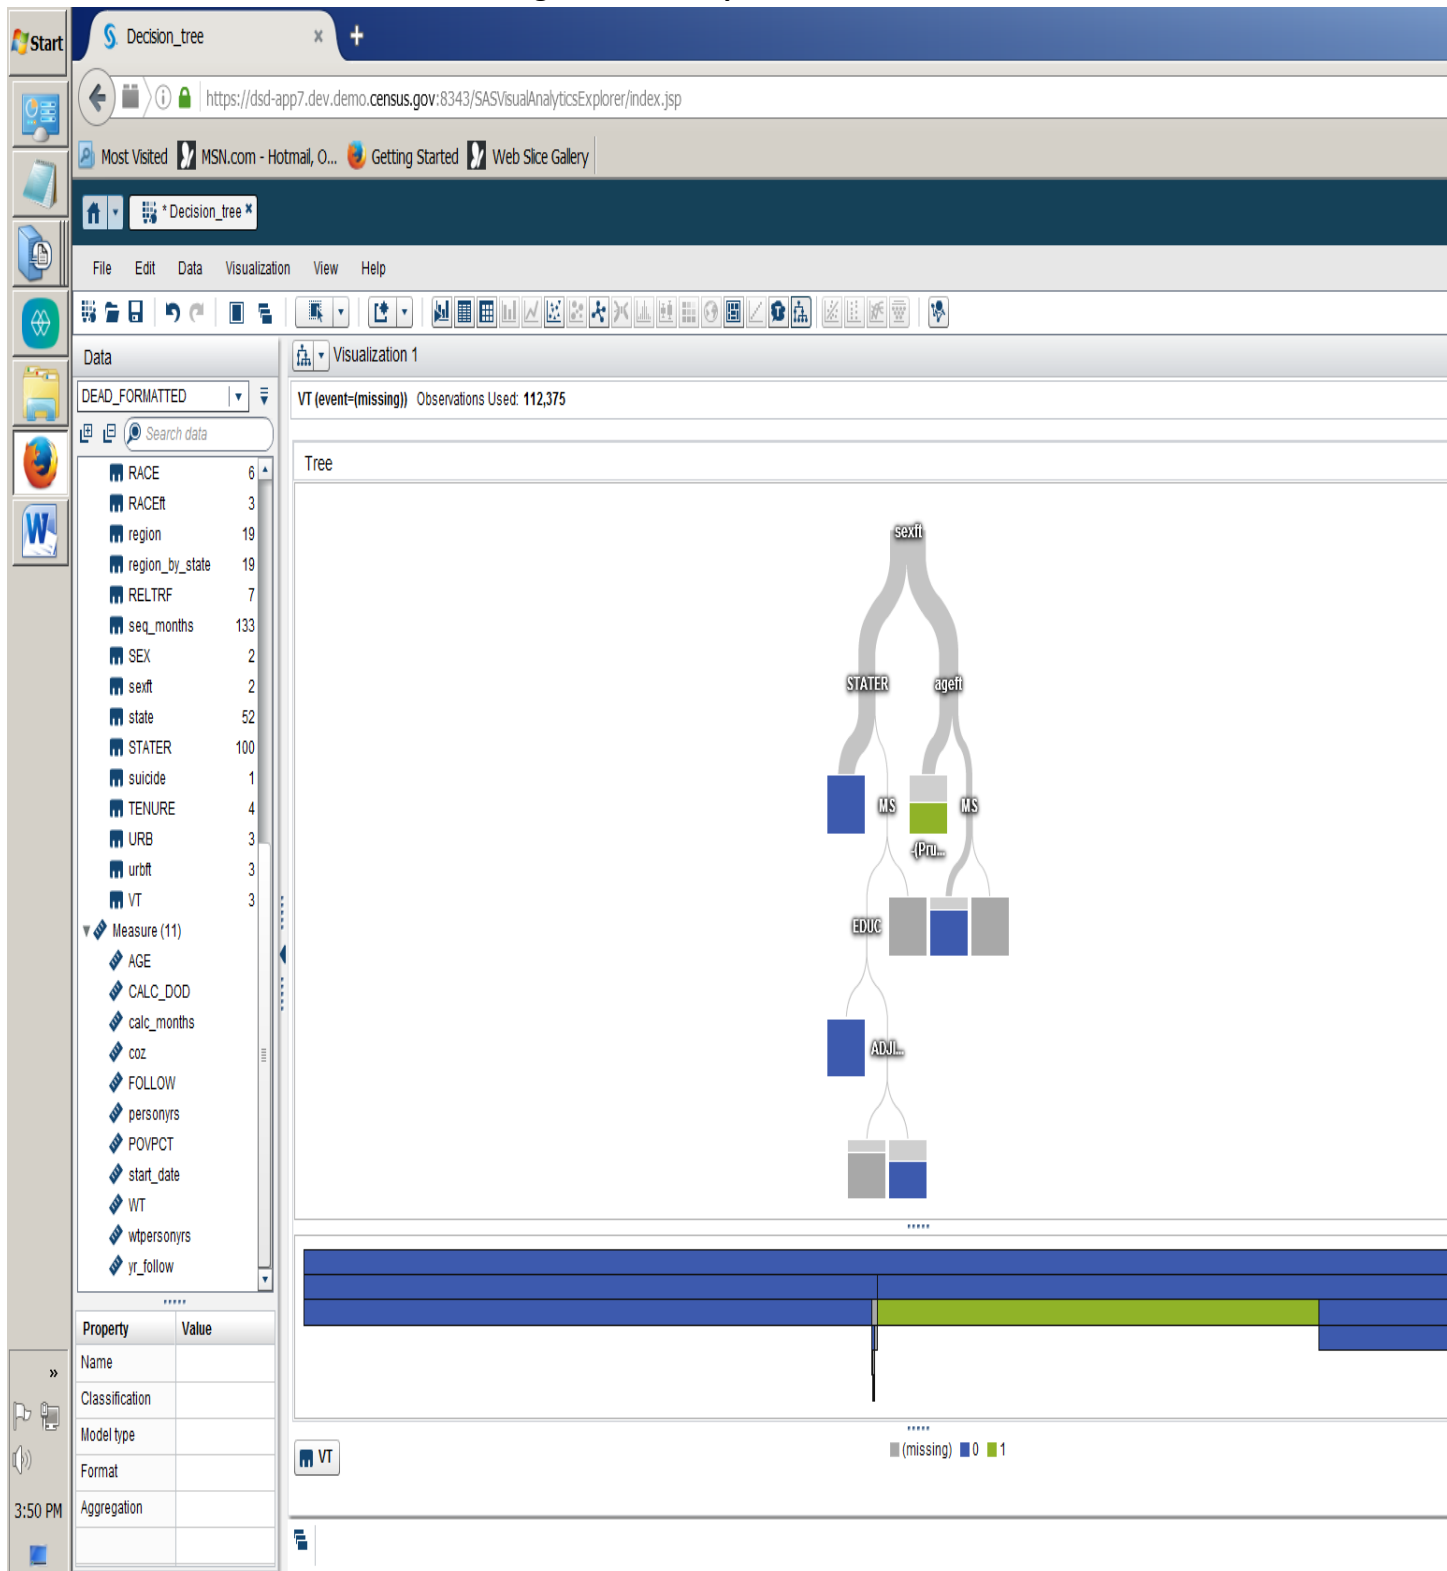 Start
Decision_tree
https://dsd-app7.dev.demo.census.gov:8343/SASVisualAnalyticsExplorer/index.jsp
Most Visited MSN.com - Hotmail, O... Getting Started Web Slice Gallery
* Decision_tree
File Edit Data Visualization View Help
Data
Visualization 1
DEAD_FORMATTED
VT (event=(missing)) Observations Used: 112,375
Search data
Tree
RACE 6
RACEft 3
region 19
region_by_state 19
RELTRF 7
seq_months 133
SEX 2
sexft 2
state 52
STATER 100
suicide 1
TENURE 4
URB 3
urbft 3
VT 3
Measure (11)
AGE
CALC_DOD
calc_months
coz
FOLLOW
personyrs
POVPCT
start_date
WT
wtpersonyrs
yr_follow
sexft
STATER ageft
MS MS
-(Pru...
EDUC
ADJI...
Property Value
Name
Classification
Model type
Format
Aggregation
VT
(missing) 0 1
3:50 PM